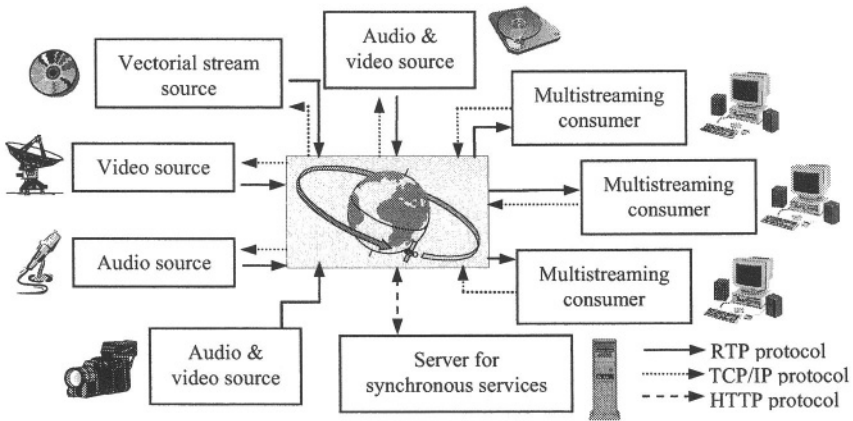 Vectorial stream
source
Audio &
video source
Multistreaming
consumer
Video source
Multistreaming
consumer
Audio source
Multistreaming
consumer
Audio &
video source
Server for
synchronous services
RTP protocol
TCP/IP protocol
HTTP protocol